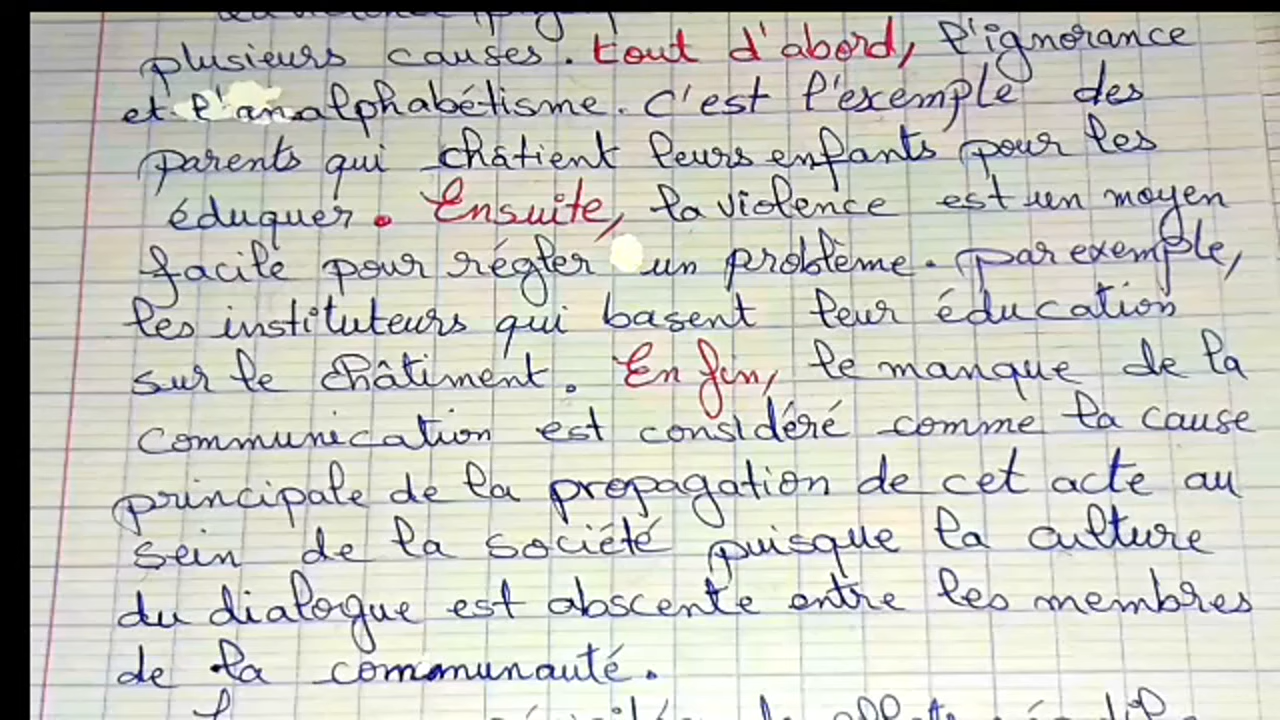 plusieurs causes. tout d'abord, l'ignorance
et l'analphabétisme. C'est l'exemple des
parents qui châtient leurs enfants pour les
éduquer. Ensuite, la violence est un moyen
facile pour régler un problème. par exemple,
les instituteurs qui basent leur éducation
sur le châtiment. En fin, le manque de la
communication est considéré comme la cause
principale de la propagation de cet acte au
sein de la société puisque la culture
du dialogue est abscente entre les membres
de la communauté.